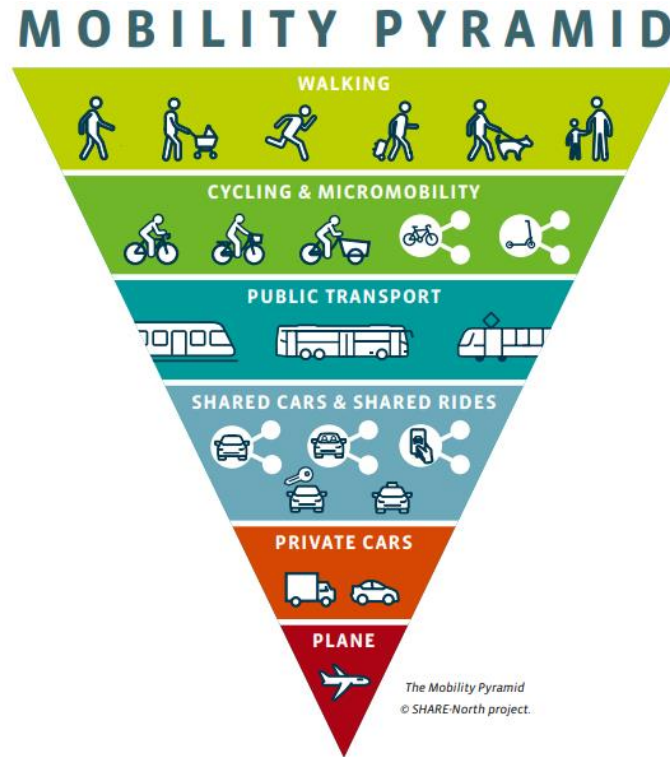 MOBILITY PYRAMID
WALKING
CYCLING & MICROMOBILITY
PUBLIC TRANSPORT
SHARED CARS & SHARED RIDES
PRIVATE CARS
PLANE
The Mobility Pyramid
© SHARE-North project.